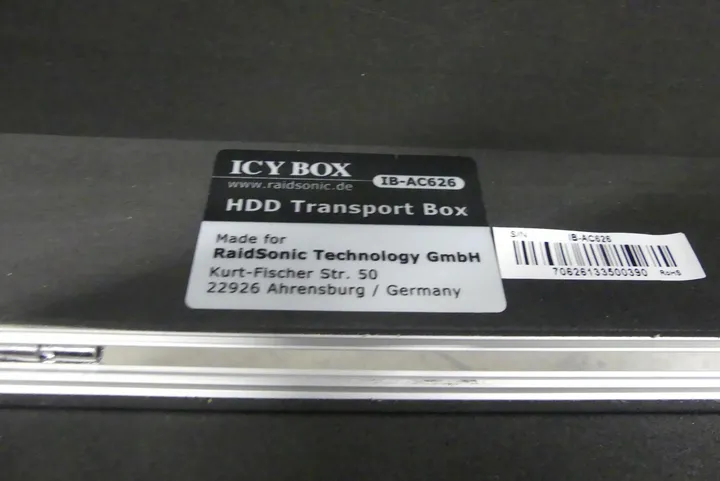 ICY BOX
www.raidsonic.de
IB-AC626
HDD Transport Box
Made for
RaidSonic Technology GmbH
Kurt-Fischer Str. 50
22926 Ahrensburg / Germany
S/N IB-AC626
70626133500390 RoHS